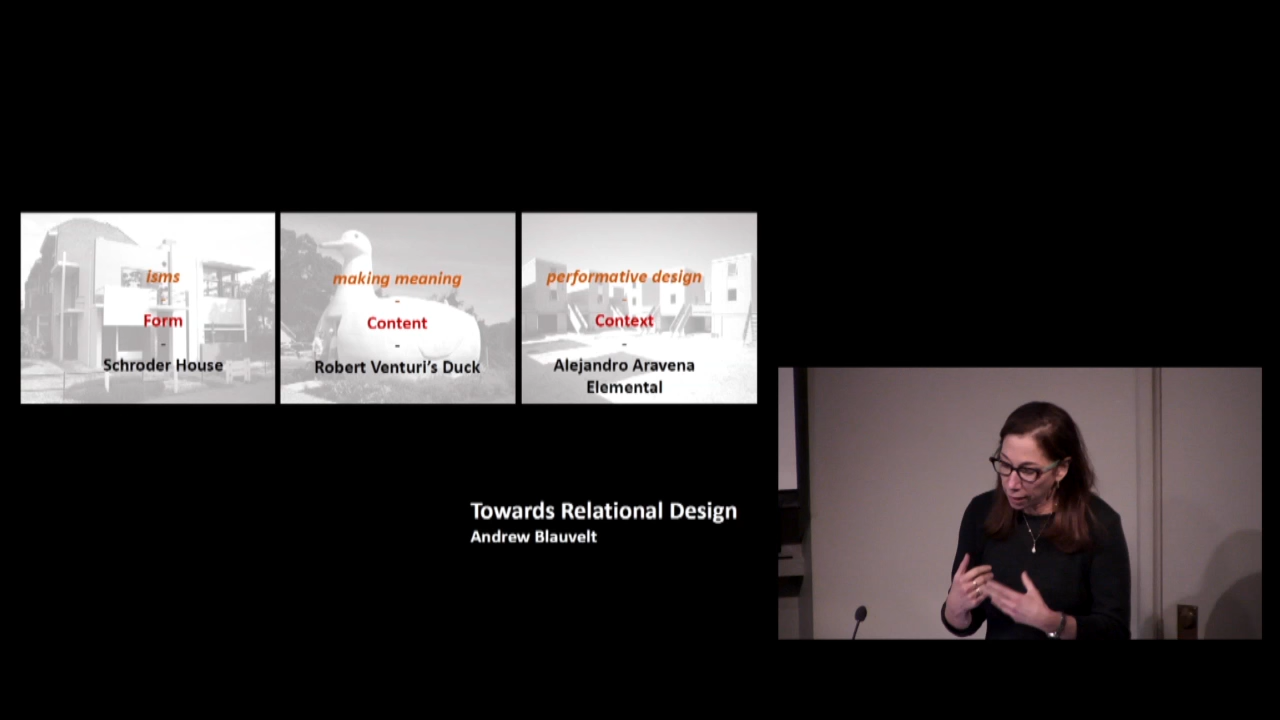 isms
-
Form
-
Schroder House
making meaning
-
Content
-
Robert Venturi's Duck
performative design
-
Context
-
Alejandro Aravena
Elemental
Towards Relational Design
Andrew Blauvelt